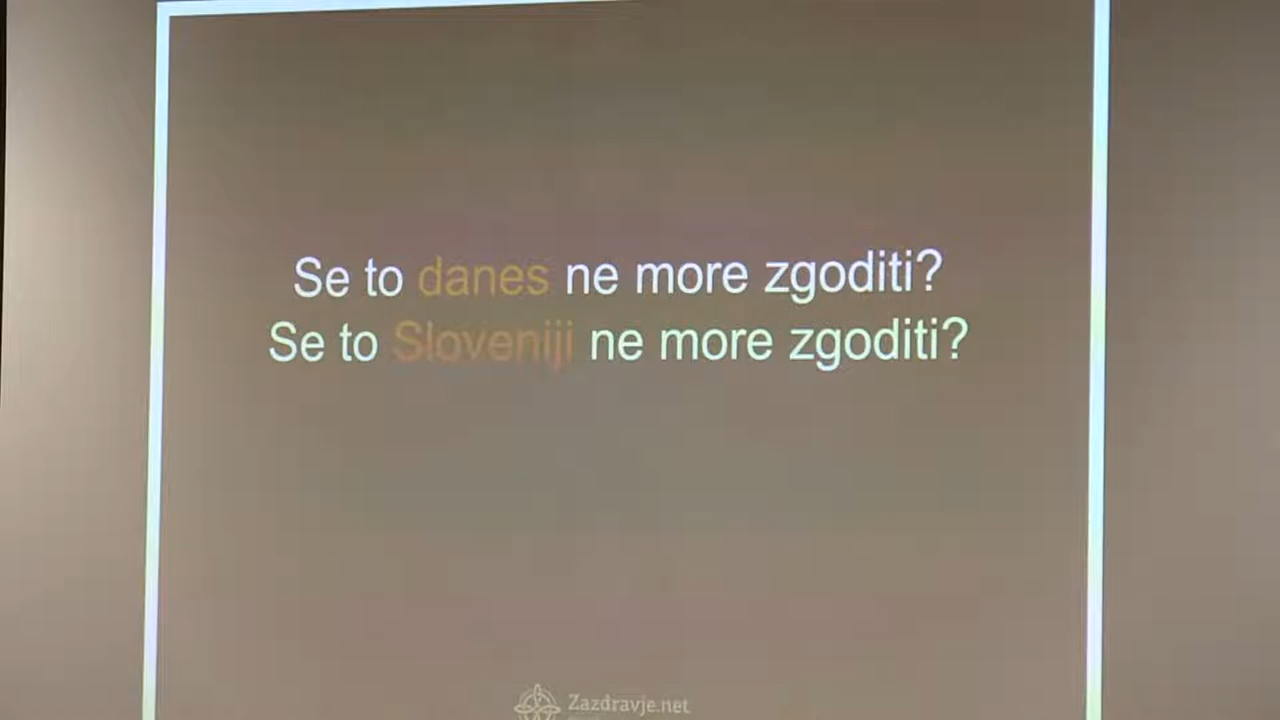 Se to danes ne more zgoditi?
Se to Sloveniji ne more zgoditi?
Zazdravje.net